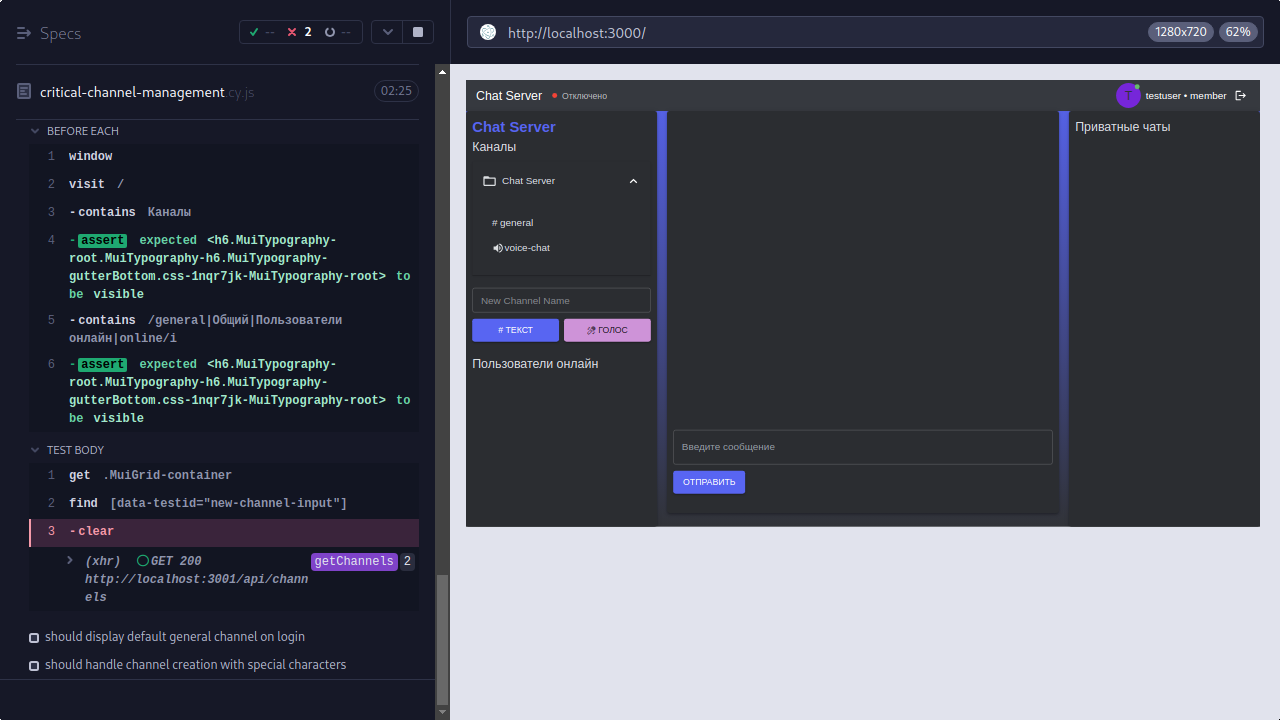 Specs
-- 2 --
http://localhost:3000/
1280x720
62%
critical-channel-management.cy.js
02:25
BEFORE EACH
1 window
2 visit /
3 -contains Каналы
4 -assert expected <h6.MuiTypography-
root.MuiTypography-h6.MuiTypography-
gutterBottom.css-1nqr7jk-MuiTypography-root> to
be visible
5 -contains /general|Общий|Пользователи
онлайн|online/i
6 -assert expected <h6.MuiTypography-
root.MuiTypography-h6.MuiTypography-
gutterBottom.css-1nqr7jk-MuiTypography-root> to
be visible
TEST BODY
1 get .MuiGrid-container
2 find [data-testid="new-channel-input"]
3 -clear
(xhr) GET 200 getChannels 2
http://localhost:3001/api/chann
els
should display default general channel on login
should handle channel creation with special characters
Chat Server
Отключено
T
testuser • member
Chat Server
Каналы
Chat Server
# general
voice-chat
New Channel Name
# ТЕКСТ
🎤 ГОЛОС
Пользователи онлайн
Введите сообщение
ОТПРАВИТЬ
Приватные чаты